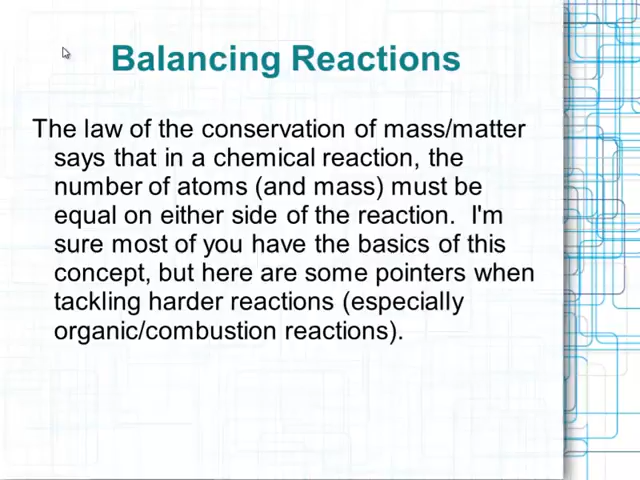 Balancing Reactions
The law of the conservation of mass/matter
says that in a chemical reaction, the
number of atoms (and mass) must be
equal on either side of the reaction.  I'm
sure most of you have the basics of this
concept, but here are some pointers when
tackling harder reactions (especially
organic/combustion reactions).